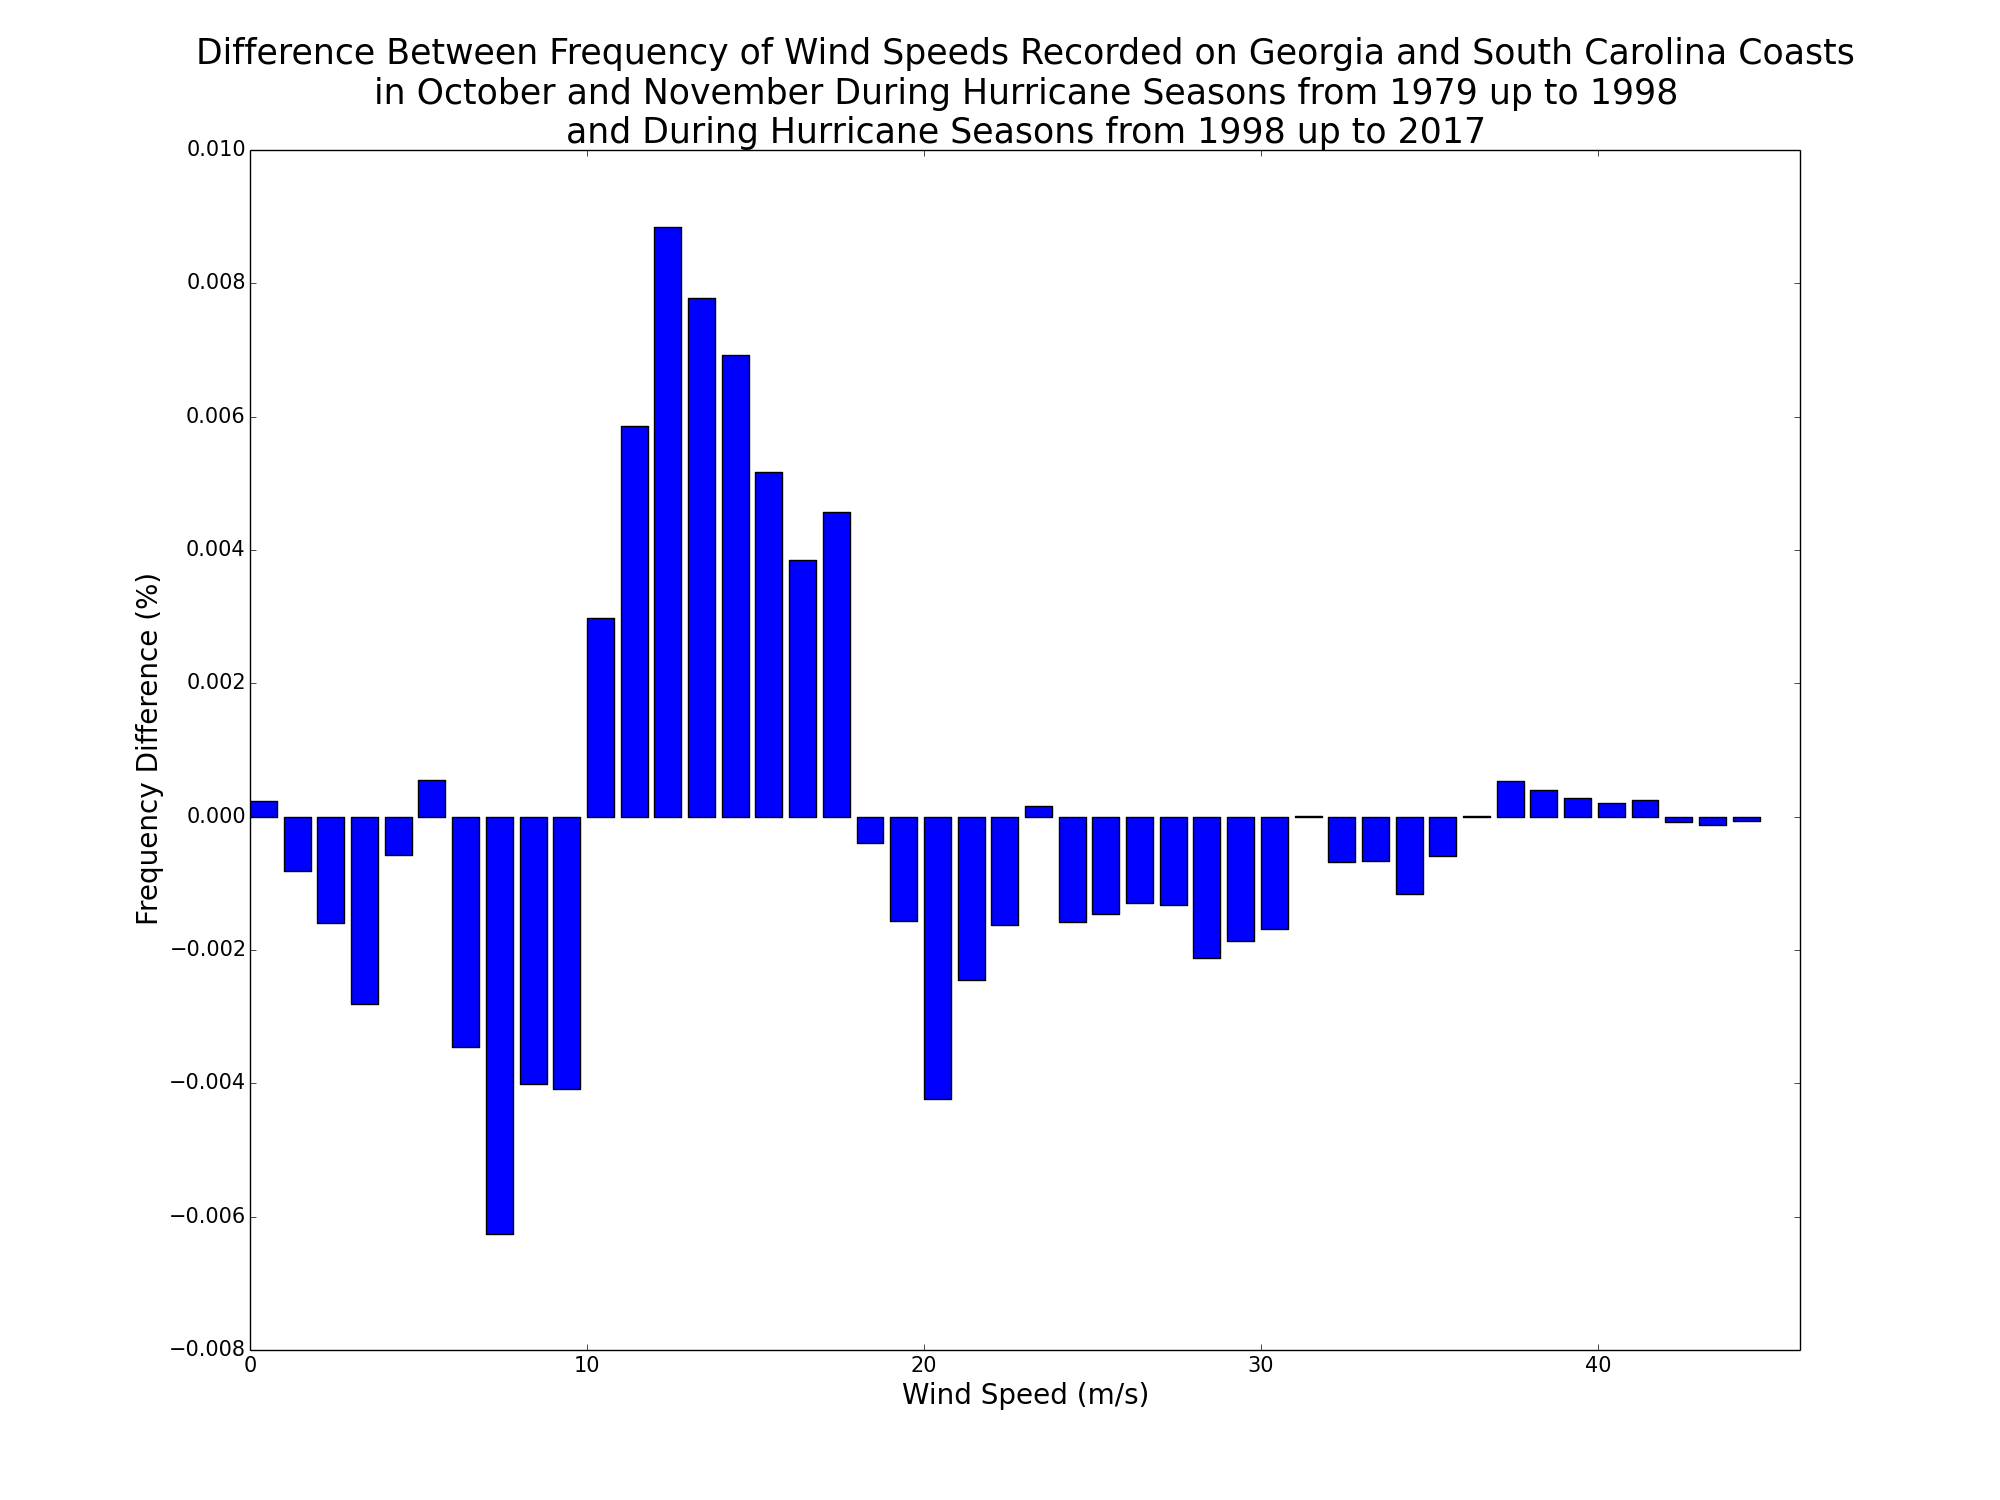 Difference Between Frequency of Wind Speeds Recorded on Georgia and South Carolina Coasts
in October and November During Hurricane Seasons from 1979 up to 1998
and During Hurricane Seasons from 1998 up to 2017
0.010
0.008
0.006
0.004
0.002
0.000
−0.002
−0.004
−0.006
−0.008
Frequency Difference (%)
0 10 20 30 40
Wind Speed (m/s)